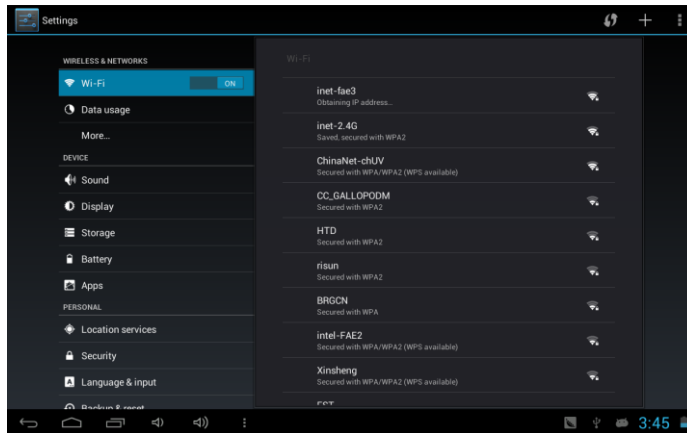 Settings
WIRELESS & NETWORKS
Wi-Fi
ON
Data usage
More...
DEVICE
Sound
Display
Storage
Battery
Apps
PERSONAL
Location services
Security
Language & input
Backup & reset
Wi-Fi
inet-fae3
Obtaining IP address...
inet-2.4G
Saved, secured with WPA2
ChinaNet-chUV
Secured with WPA/WPA2 (WPS available)
CC_GALLOPODM
Secured with WPA2
HTD
Secured with WPA2
risun
Secured with WPA2
BRGCN
Secured with WPA
intel-FAE2
Secured with WPA/WPA2 (WPS available)
Xinsheng
Secured with WPA/WPA2 (WPS available)
3:45